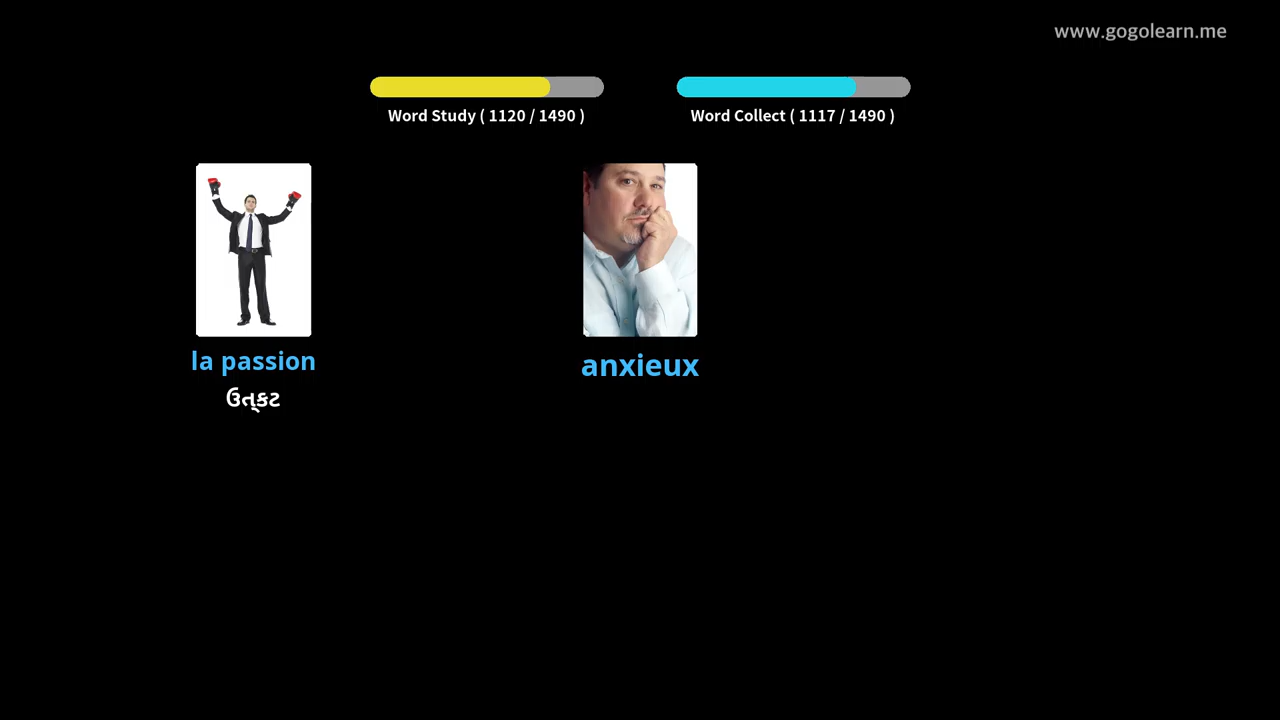 www.gogolearn.me
Word Study ( 1120 / 1490 )
Word Collect ( 1117 / 1490 )
la passion
ઉત્કટ
anxieux